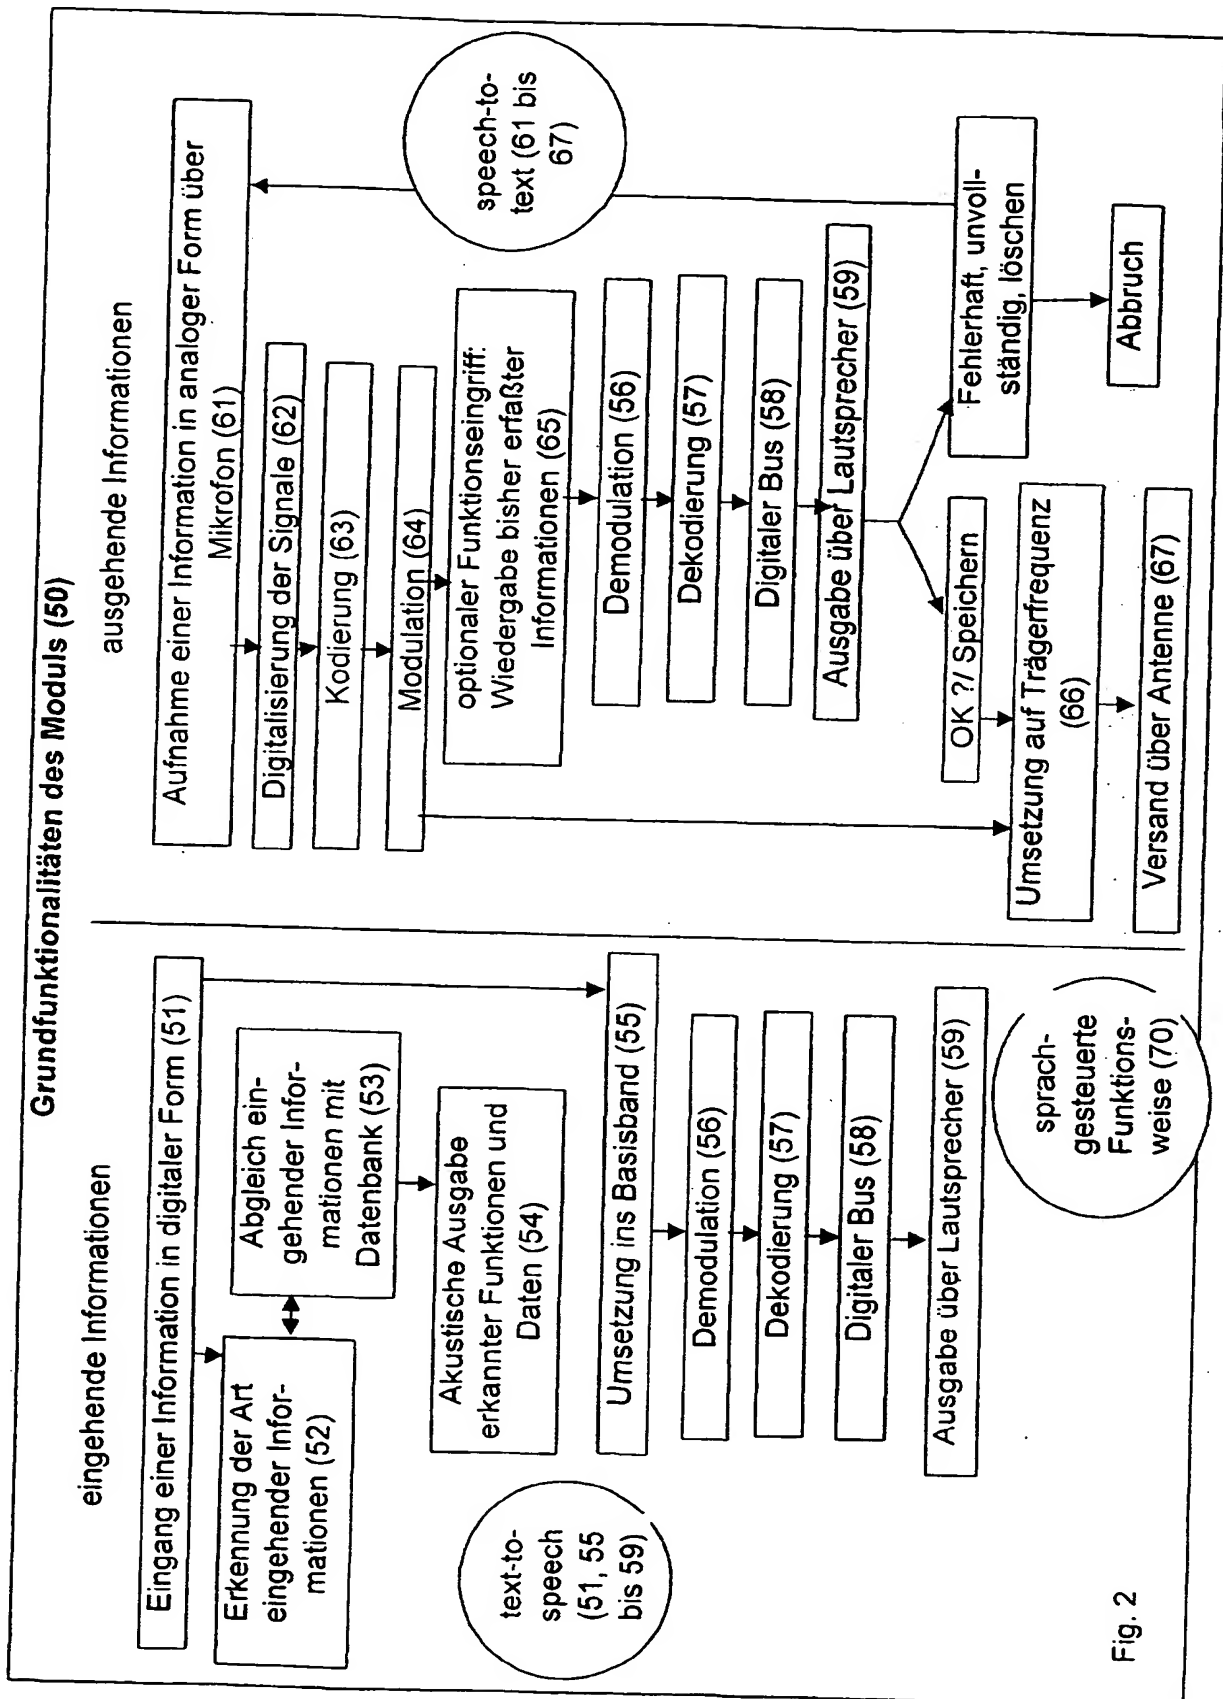 Grundfunktionalitäten des Moduls (50)
eingehende Informationen
Eingang einer Information in digitaler Form (51)
Erkennung der Art
eingehender Infor-
mationen (52)
Abgleich ein-
gehender Infor-
mationen mit
Datenbank (53)
Akustische Ausgabe
erkannter Funktionen und
Daten (54)
text-to-
speech
(51, 55
bis 59)
Umsetzung ins Basisband (55)
Demodulation (56)
Dekodierung (57)
Digitaler Bus (58)
Ausgabe über Lautsprecher (59)
sprach-
gesteuerte
Funktions-
weise (70)
ausgehende Informationen
Aufnahme einer Information in analoger Form über
Mikrofon (61)
Digitalisierung der Signale (62)
Kodierung (63)
Modulation (64)
optionaler Funktionseingriff:
Wiedergabe bisher erfaßter
Informationen (65)
speech-to-
text (61 bis
67)
Demodulation (56)
Dekodierung (57)
Digitaler Bus (58)
Ausgabe über Lautsprecher (59)
OK ?/ Speichern
Fehlerhaft, unvoll-
ständig, löschen
Umsetzung auf Trägerfrequenz
(66)
Abbruch
Versand über Antenne (67)
Fig. 2